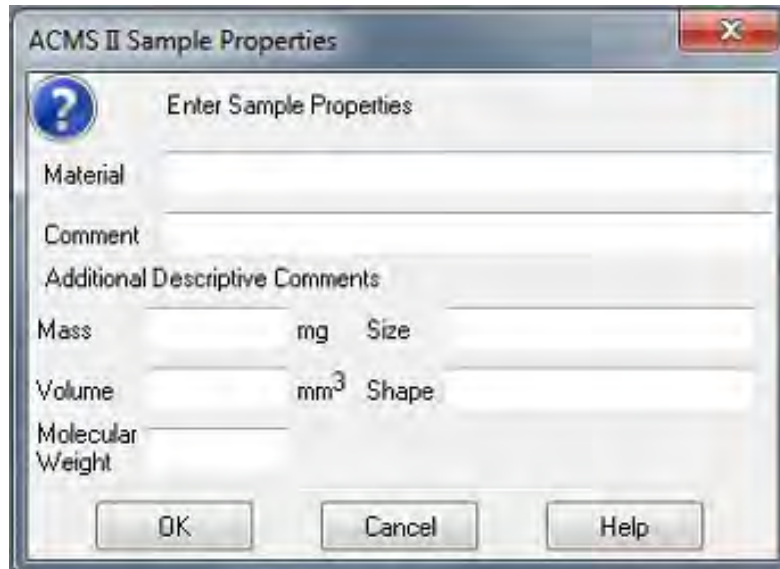 ACMS II Sample Properties
Enter Sample Properties
Material
Comment
Additional Descriptive Comments
Mass mg Size
Volume mm3 Shape
Molecular
Weight
OK Cancel Help